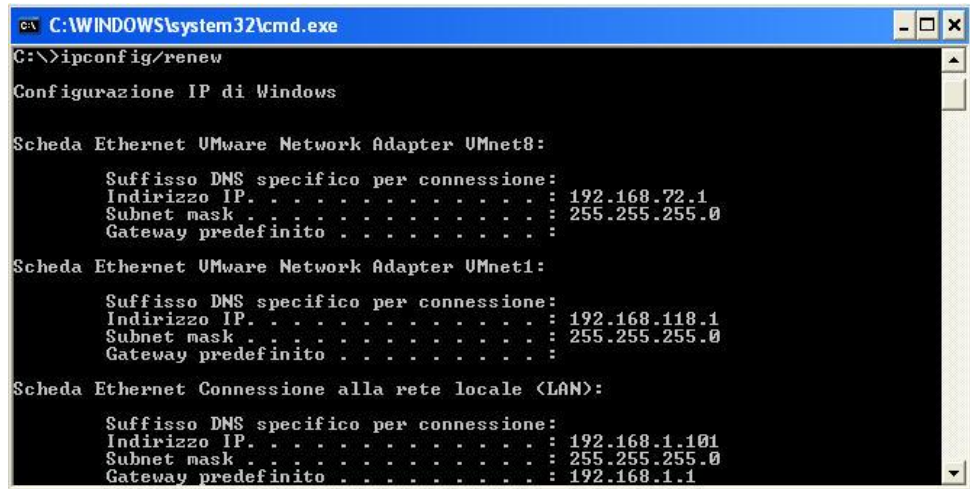 C:\WINDOWS\system32\cmd.exe
C:\>ipconfig/renew
Configurazione IP di Windows
Scheda Ethernet VMware Network Adapter VMnet8:
Suffisso DNS specifico per connessione:
Indirizzo IP. . . . . . . . . . . . . : 192.168.72.1
Subnet mask . . . . . . . . . . . . . : 255.255.255.0
Gateway predefinito . . . . . . . . . :
Scheda Ethernet VMware Network Adapter VMnet1:
Suffisso DNS specifico per connessione:
Indirizzo IP. . . . . . . . . . . . . : 192.168.118.1
Subnet mask . . . . . . . . . . . . . : 255.255.255.0
Gateway predefinito . . . . . . . . . :
Scheda Ethernet Connessione alla rete locale (LAN):
Suffisso DNS specifico per connessione:
Indirizzo IP. . . . . . . . . . . . . : 192.168.1.101
Subnet mask . . . . . . . . . . . . . : 255.255.255.0
Gateway predefinito . . . . . . . . . : 192.168.1.1